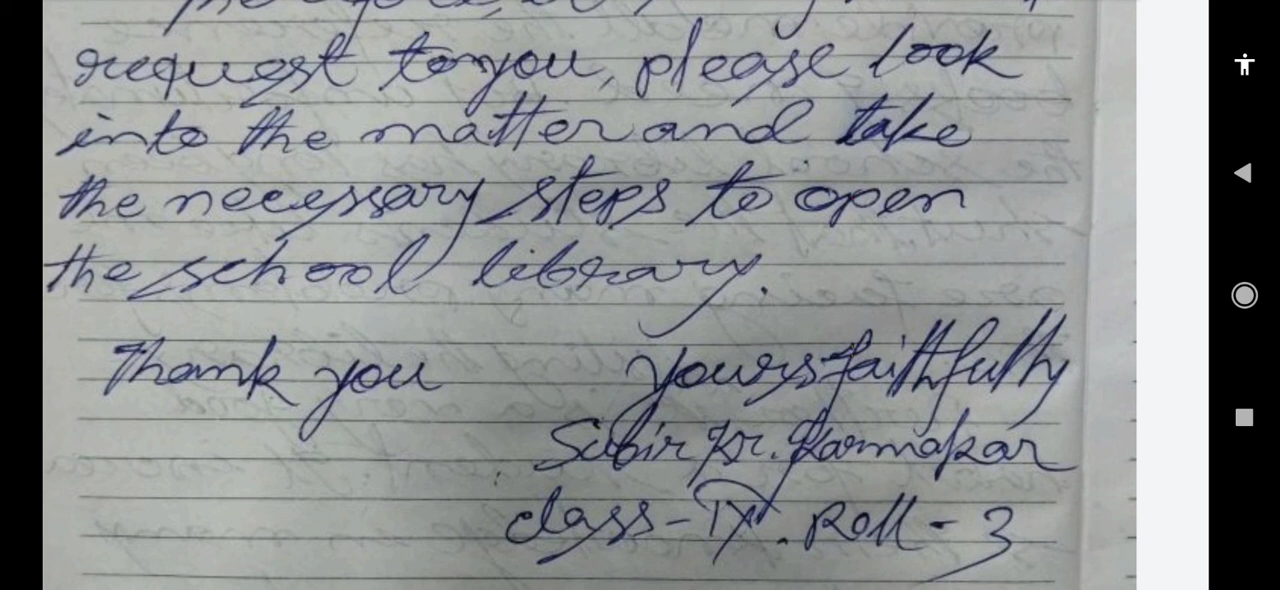 request to you, please look
into the matter and take
the necessary steps to open
the school library.
Thank you yours faithfully
Subir Kr. Karmakar
class - IX. Roll - 3